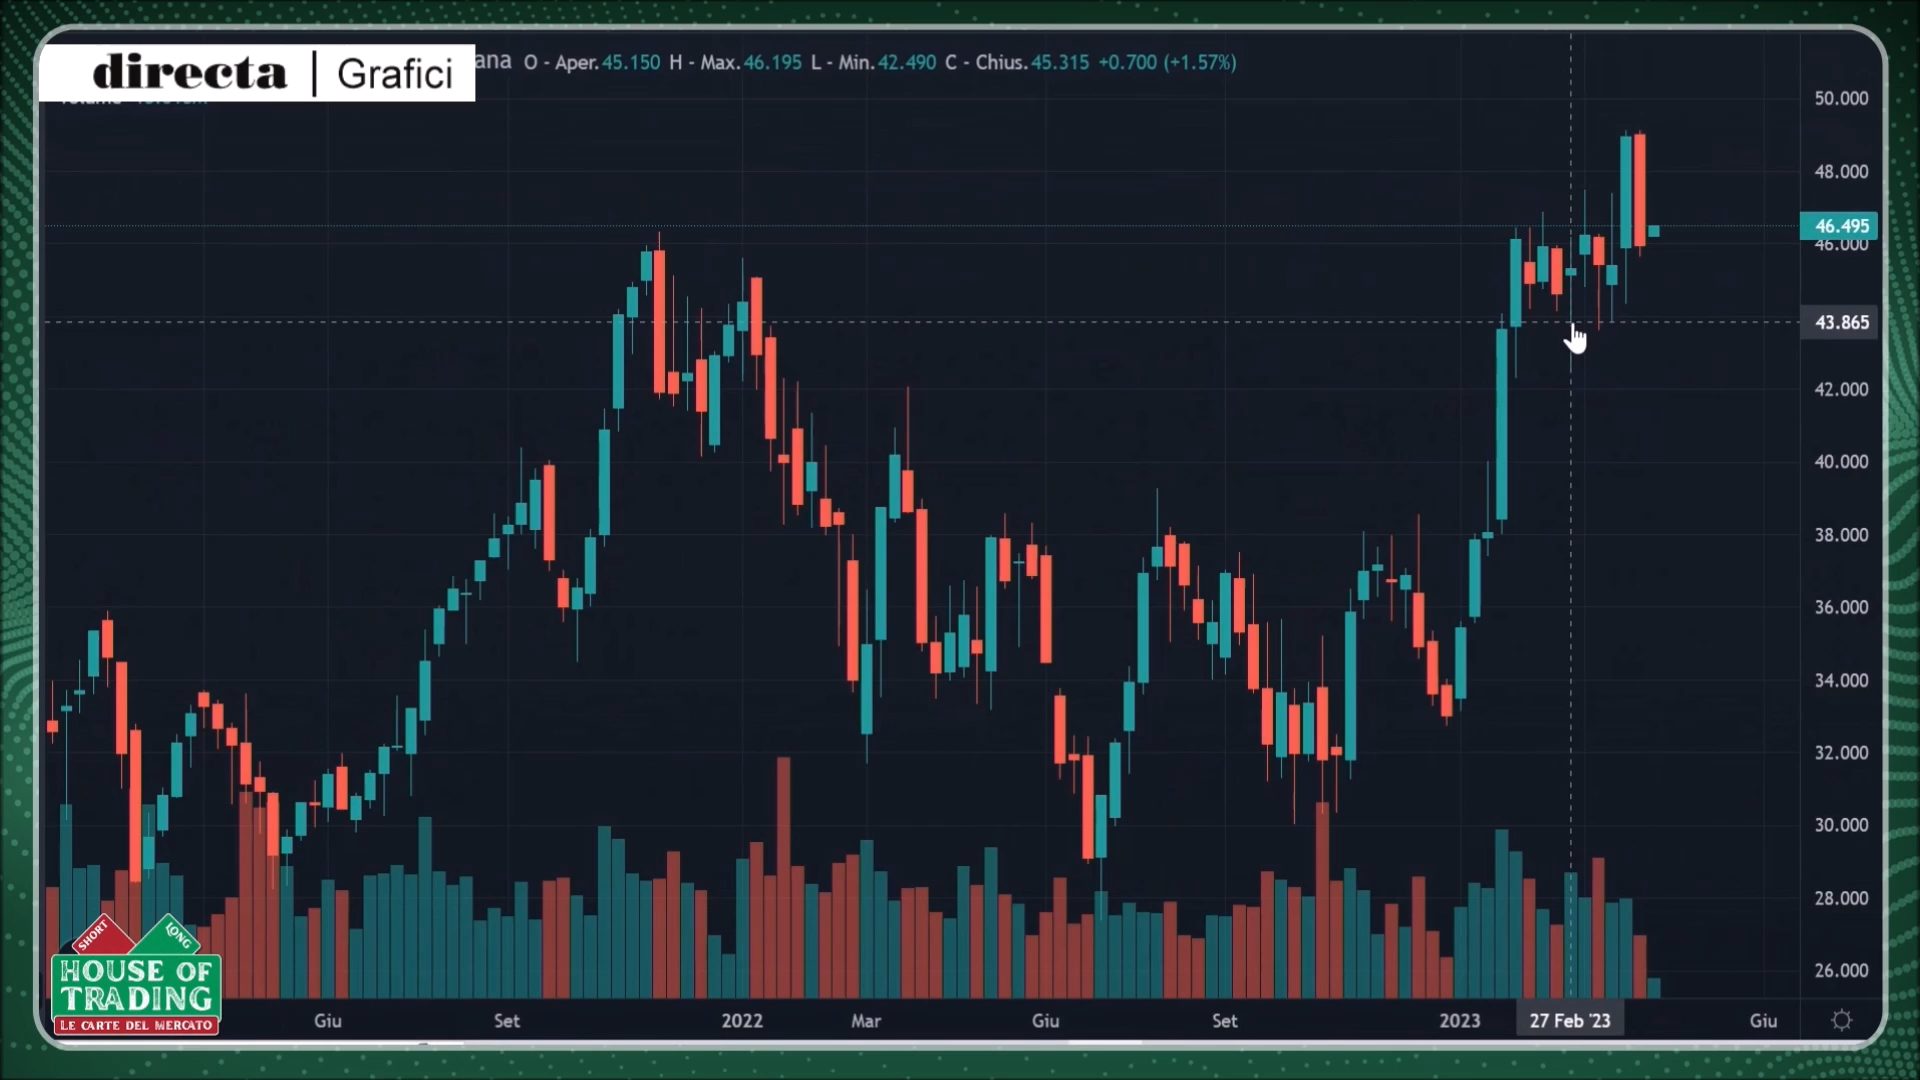 directa | Grafici
ana O - Aper.45.150 H - Max.46.195 L - Min.42.490 C - Chius.45.315 +0.700 (+1.57%)
50.000
48.000
46.495
46.000
43.865
42.000
40.000
38.000
36.000
34.000
32.000
30.000
28.000
26.000
SHORT
LONG
HOUSE OF
TRADING
LE CARTE DEL MERCATO
Giu Set 2022 Mar Giu Set 2023 27 Feb '23 Giu